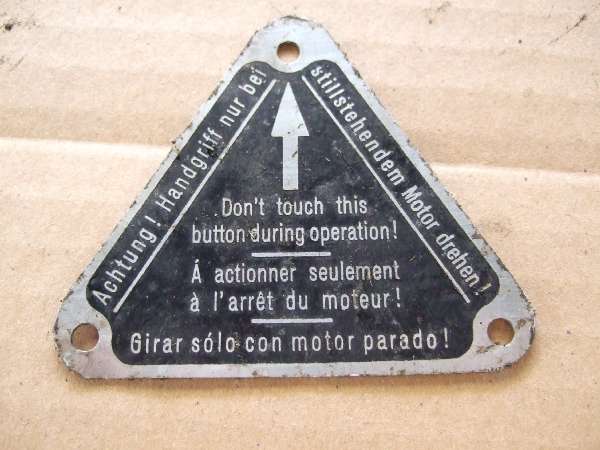 Achtung! Handgriff nur bei
stillstehendem Motor drehen!
Don't touch this
button during operation!
Á actionner seulement
à l'arrêt du moteur!
Girar sólo con motor parado!